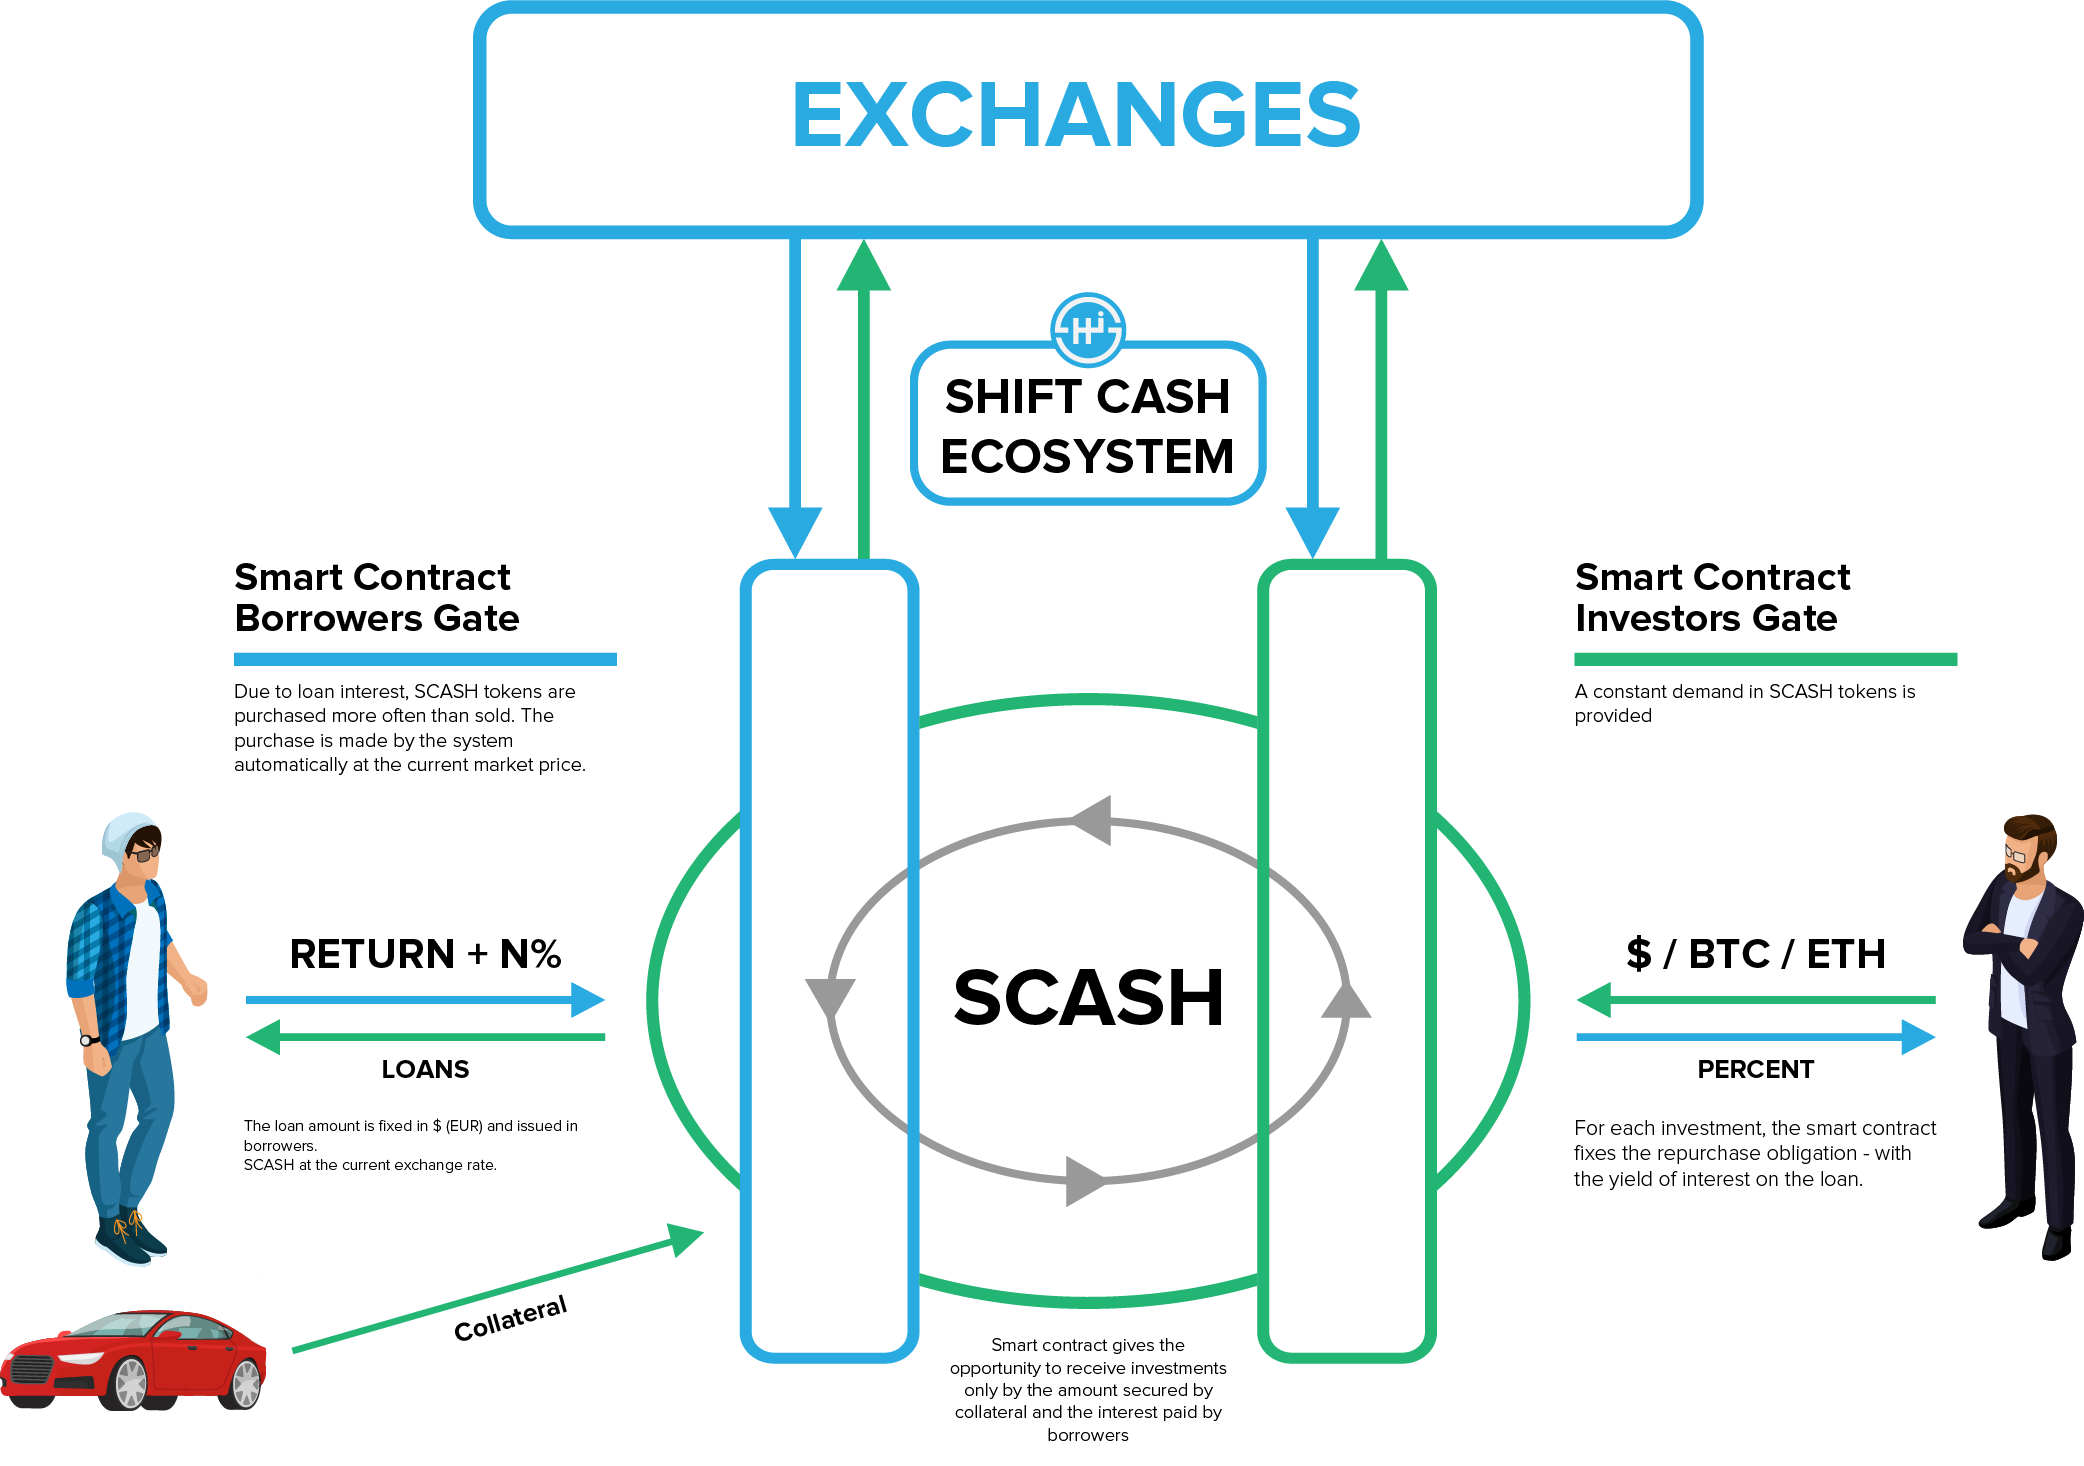 EXCHANGES
SHIFT CASH
ECOSYSTEM
Smart Contract
Borrowers Gate
Due to loan interest, SCASH tokens are
purchased more often than sold. The
purchase is made by the system
automatically at the current market price.
Smart Contract
Investors Gate
A constant demand in SCASH tokens is
provided
RETURN + N%
LOANS
The loan amount is fixed in $ (EUR) and issued in
borrowers.
SCASH at the current exchange rate.
SCASH
$ / BTC / ETH
PERCENT
For each investment, the smart contract
fixes the repurchase obligation - with
the yield of interest on the loan.
Collateral
Smart contract gives the
opportunity to receive investments
only by the amount secured by
collateral and the interest paid by
borrowers